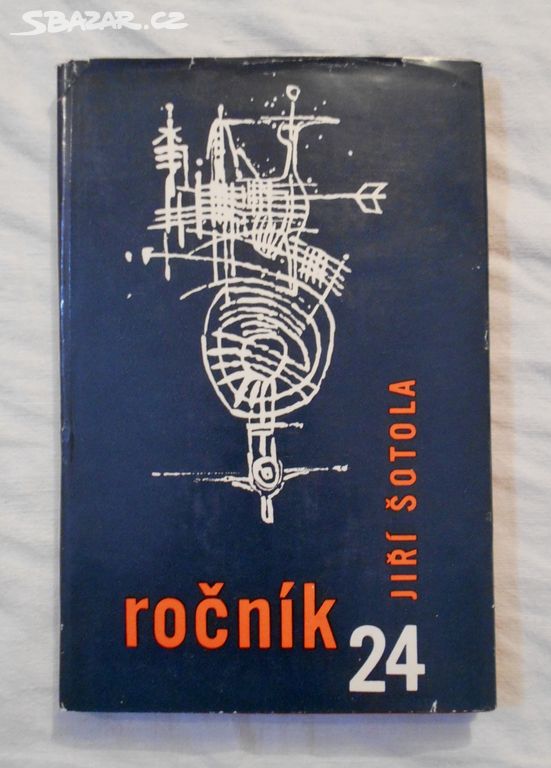 SBAZAR.CZ
JIŘÍ ŠOTOLA
ročník
24